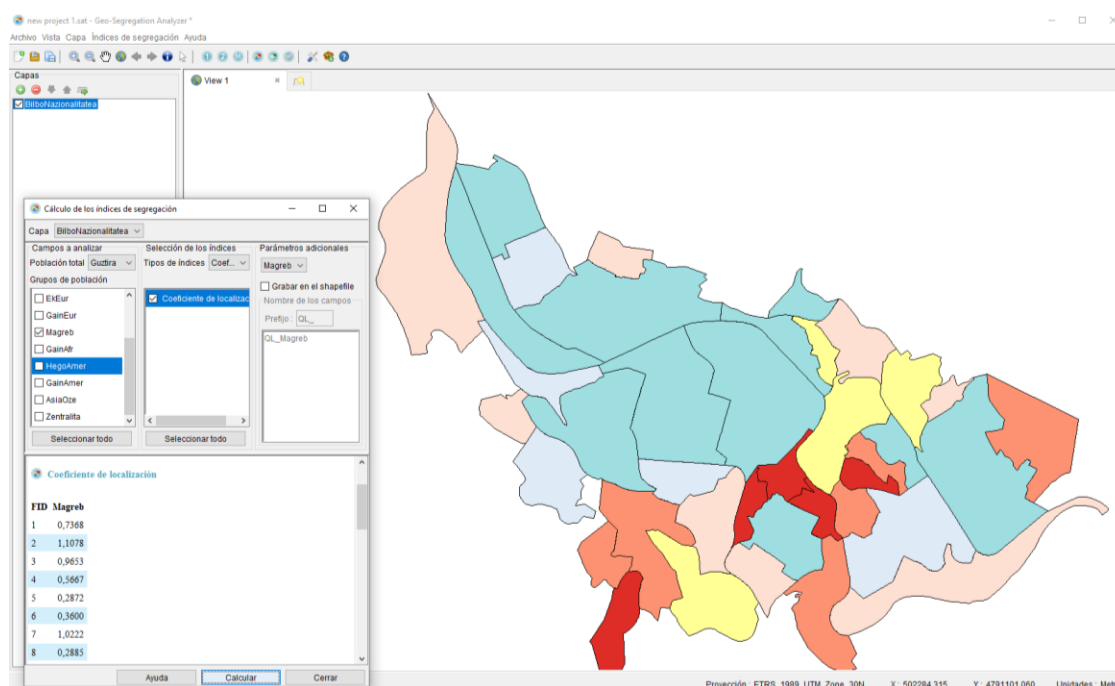 new project 1.sat - Geo-Segregation Analyzer *
Archivo Vista Capa Índices de segregación Ayuda
Capas
View 1
BilboNazionalitatea
Cálculo de los índices de segregación
Capa BilboNazionalitatea
Campos a analizar
Selección de los índices
Parámetros adicionales
Población total Guztira
Tipos de índices Coef...
Magreb
Grupos de población
Grabar en el shapefile
EkEur
Coeficiente de localizac
Nombre de los campos
GainEur
Prefijo : QL_
Magreb
QL_Magreb
GainAfr
HegoAmer
GainAmer
AsiaOze
Zentralita
Seleccionar todo
Seleccionar todo
Coeficiente de localización
FID Magreb
1 0,7368
2 1,1078
3 0,9653
4 0,5667
5 0,2872
6 0,3600
7 1,0222
8 0,2885
Ayuda Calcular Cerrar
Proyección : ETRS_1989_UTM_Zone_30N X : 502284,315 Y : 4791101,060 Unidades : Metr